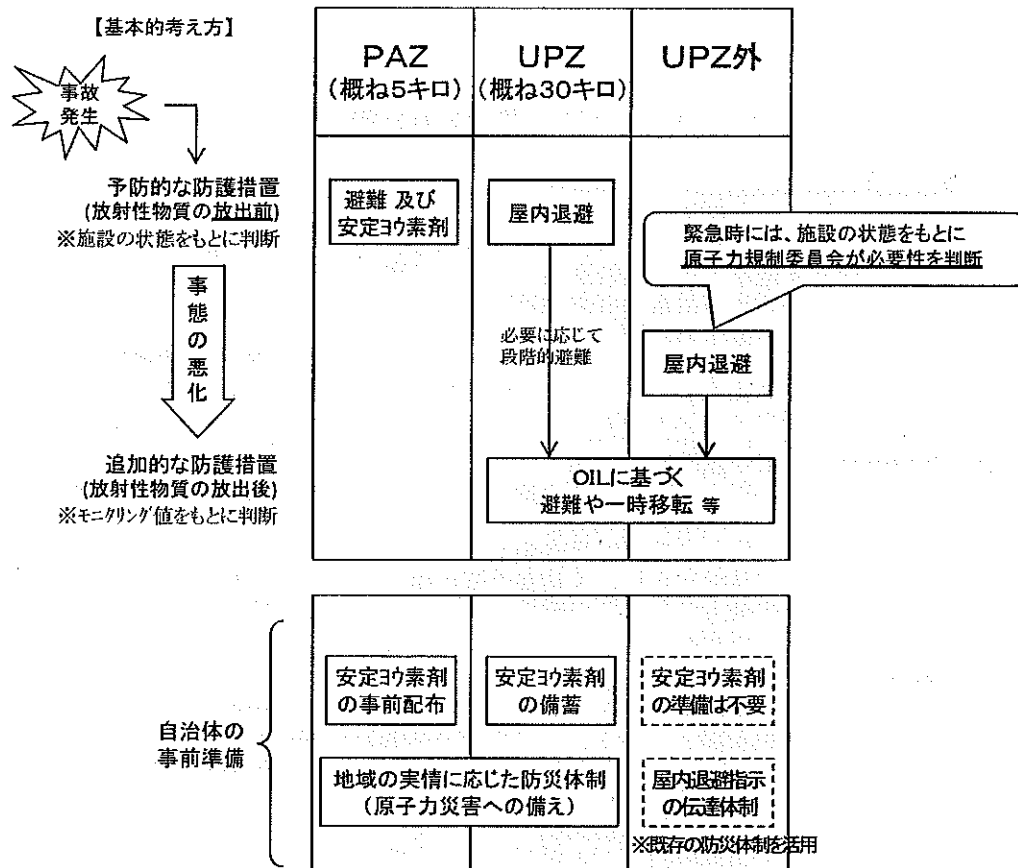 【基本的考え方】
PAZ
(概ね5キロ)
UPZ
(概ね30キロ)
UPZ外
事故
発生
予防的な防護措置
(放射性物質の放出前)
※施設の状態をもとに判断
避難 及び
安定ヨウ素剤
屋内退避
緊急時には、施設の状態をもとに
原子力規制委員会が必要性を判断
事態の悪化
必要に応じて
段階的避難
屋内退避
追加的な防護措置
(放射性物質の放出後)
※モニタリング値をもとに判断
OILに基づく
避難や一時移転 等
自治体の
事前準備
安定ヨウ素剤
の事前配布
安定ヨウ素剤
の備蓄
安定ヨウ素剤
の準備は不要
地域の実情に応じた防災体制
(原子力災害への備え)
屋内退避指示
の伝達体制
※既存の防災体制を活用